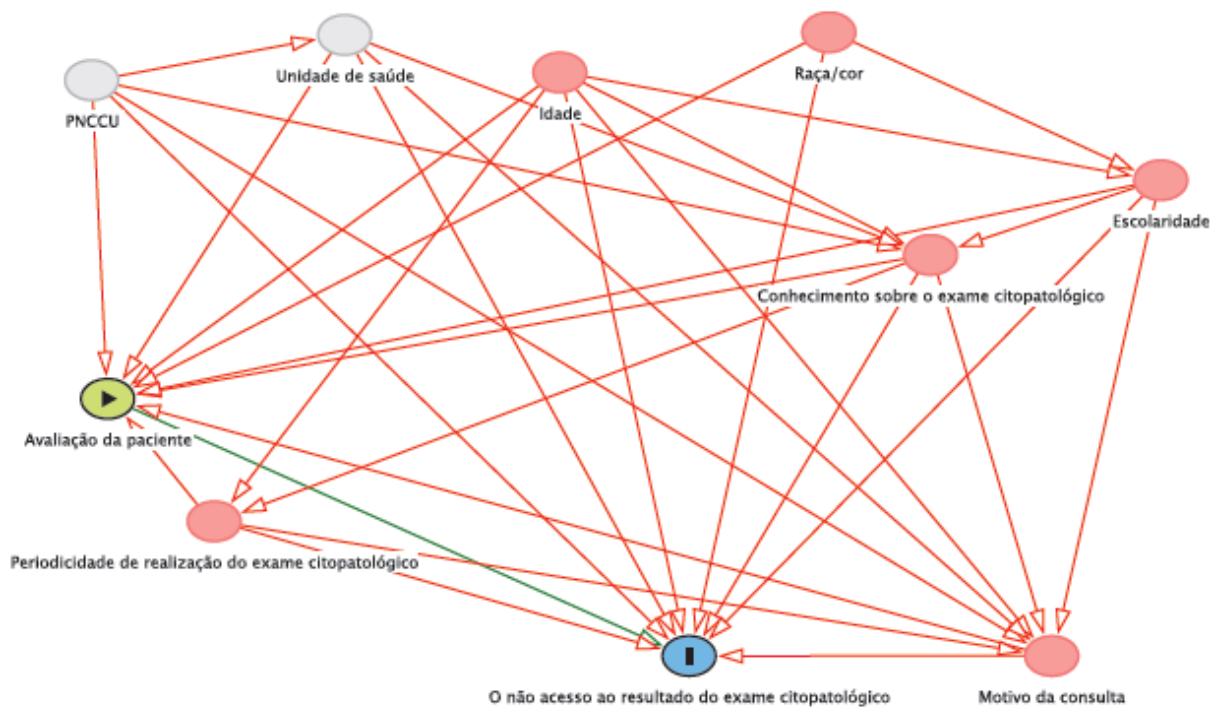 Unidade de saúde
Raça/cor
PNCCU
Idade
Escolaridade
Conhecimento sobre o exame citopatológico
Avaliação da paciente
Periodicidade de realização do exame citopatológico
O não acesso ao resultado do exame citopatológico
Motivo da consulta